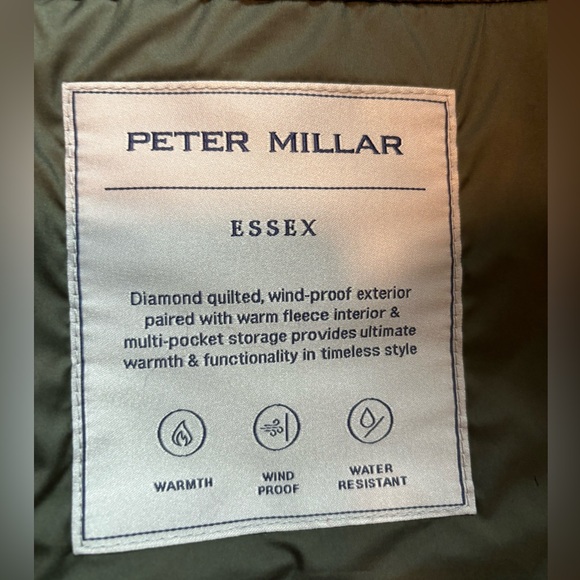 PETER MILLAR
ESSEX
Diamond quilted, wind-proof exterior
paired with warm fleece interior &
multi-pocket storage provides ultimate
warmth & functionality in timeless style
WARMTH
WIND
PROOF
WATER
RESISTANT